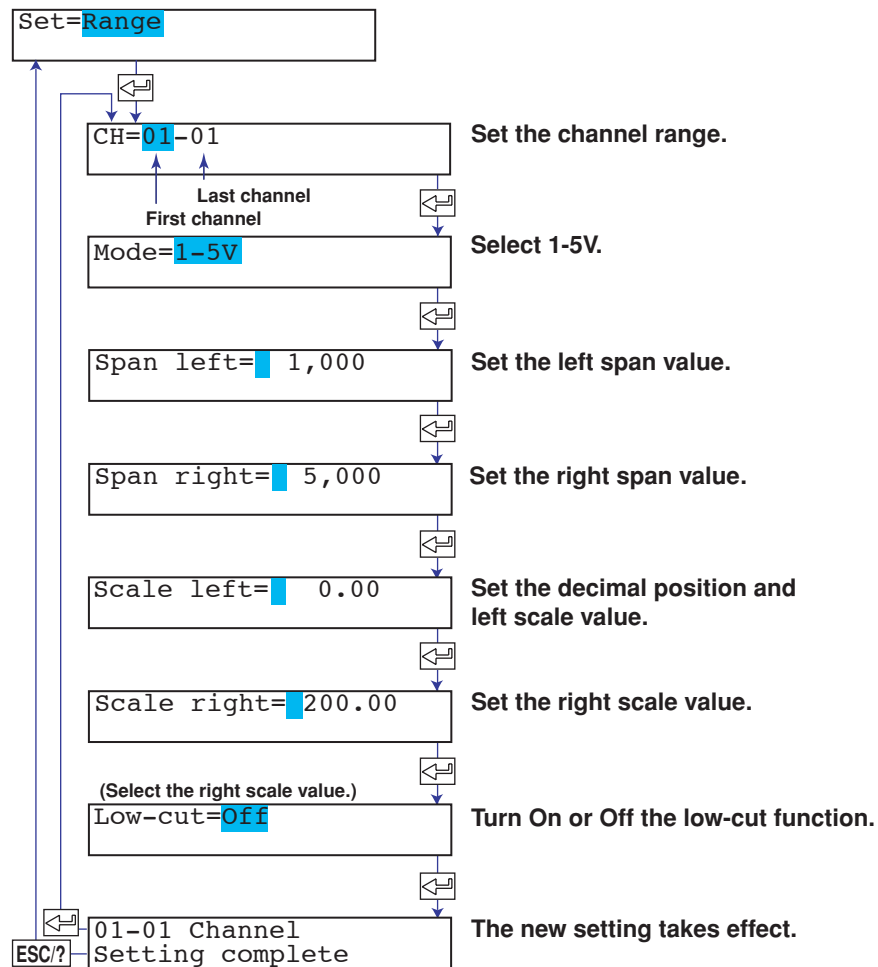 Set=Range
CH=01-01
Set the channel range.
Last channel
First channel
Mode=1-5V
Select 1-5V.
Span left= 1,000
Set the left span value.
Span right= 5,000
Set the right span value.
Scale left= 0.00
Set the decimal position and
left scale value.
Scale right= 200.00
Set the right scale value.
(Select the right scale value.)
Low-cut=Off
Turn On or Off the low-cut function.
01-01 Channel
The new setting takes effect.
ESC/?
Setting complete